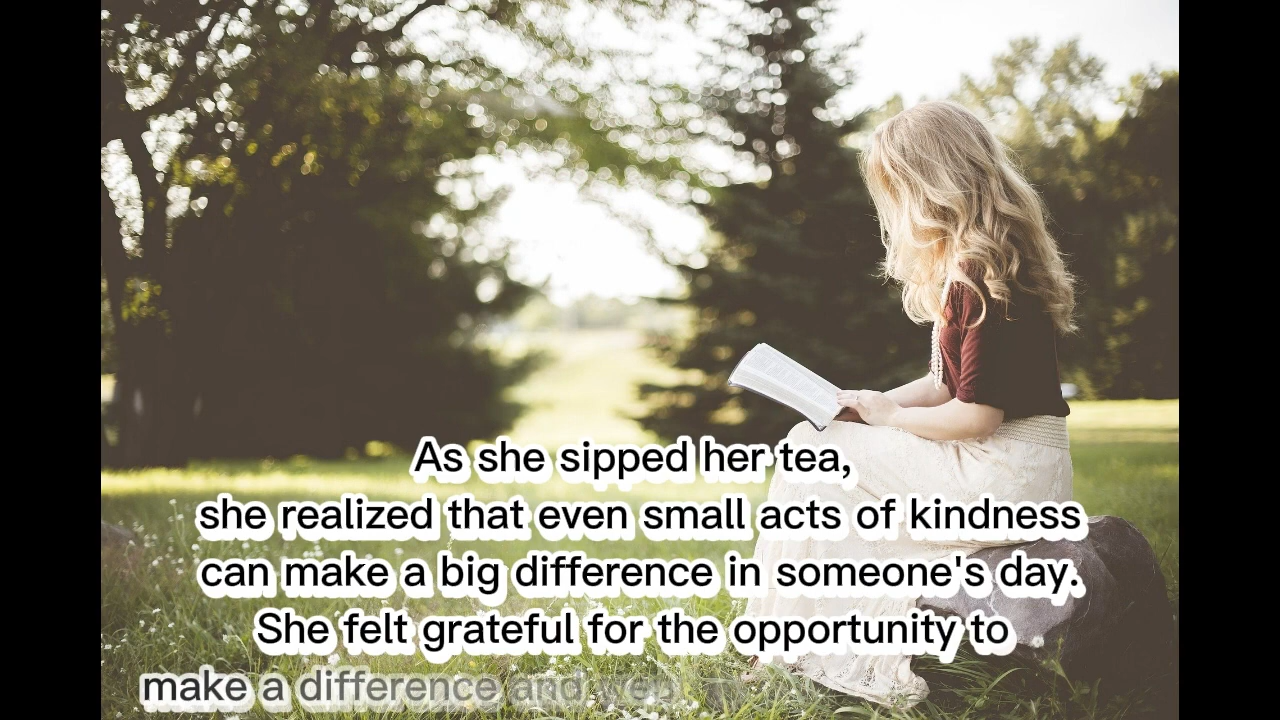 As she sipped her tea,
she realized that even small acts of kindness
can make a big difference in someone's day.
She felt grateful for the opportunity to
make a difference and